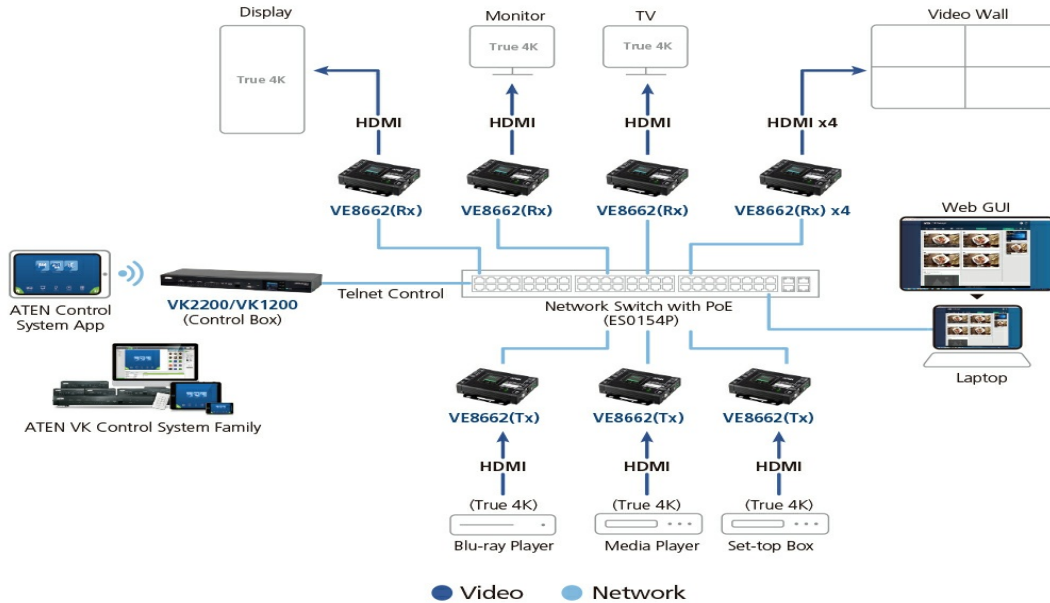 Display
Monitor
TV
Video Wall
True 4K
True 4K
True 4K
HDMI
HDMI
HDMI
HDMI x4
VE8662(Rx)
VE8662(Rx)
VE8662(Rx)
VE8662(Rx) x4
Web GUI
ATEN Control
System App
VK2200/VK1200
(Control Box)
Telnet Control
Network Switch with PoE
(ES0154P)
Laptop
ATEN VK Control System Family
VE8662(Tx)
VE8662(Tx)
VE8662(Tx)
HDMI
HDMI
HDMI
(True 4K)
(True 4K)
(True 4K)
Blu-ray Player
Media Player
Set-top Box
Video
Network